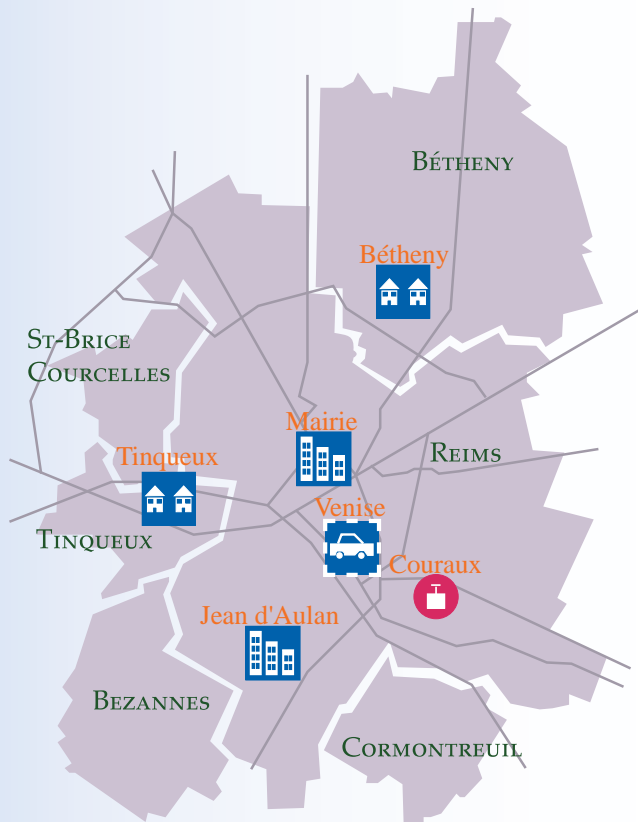 BÉTHENY
Bétheny
ST-BRICE
COURCELLES
Mairie
REIMS
Tinqueux
Venise
TINQUEUX
Couraux
Jean d'Aulan
BEZANNES
CORMONTREUIL